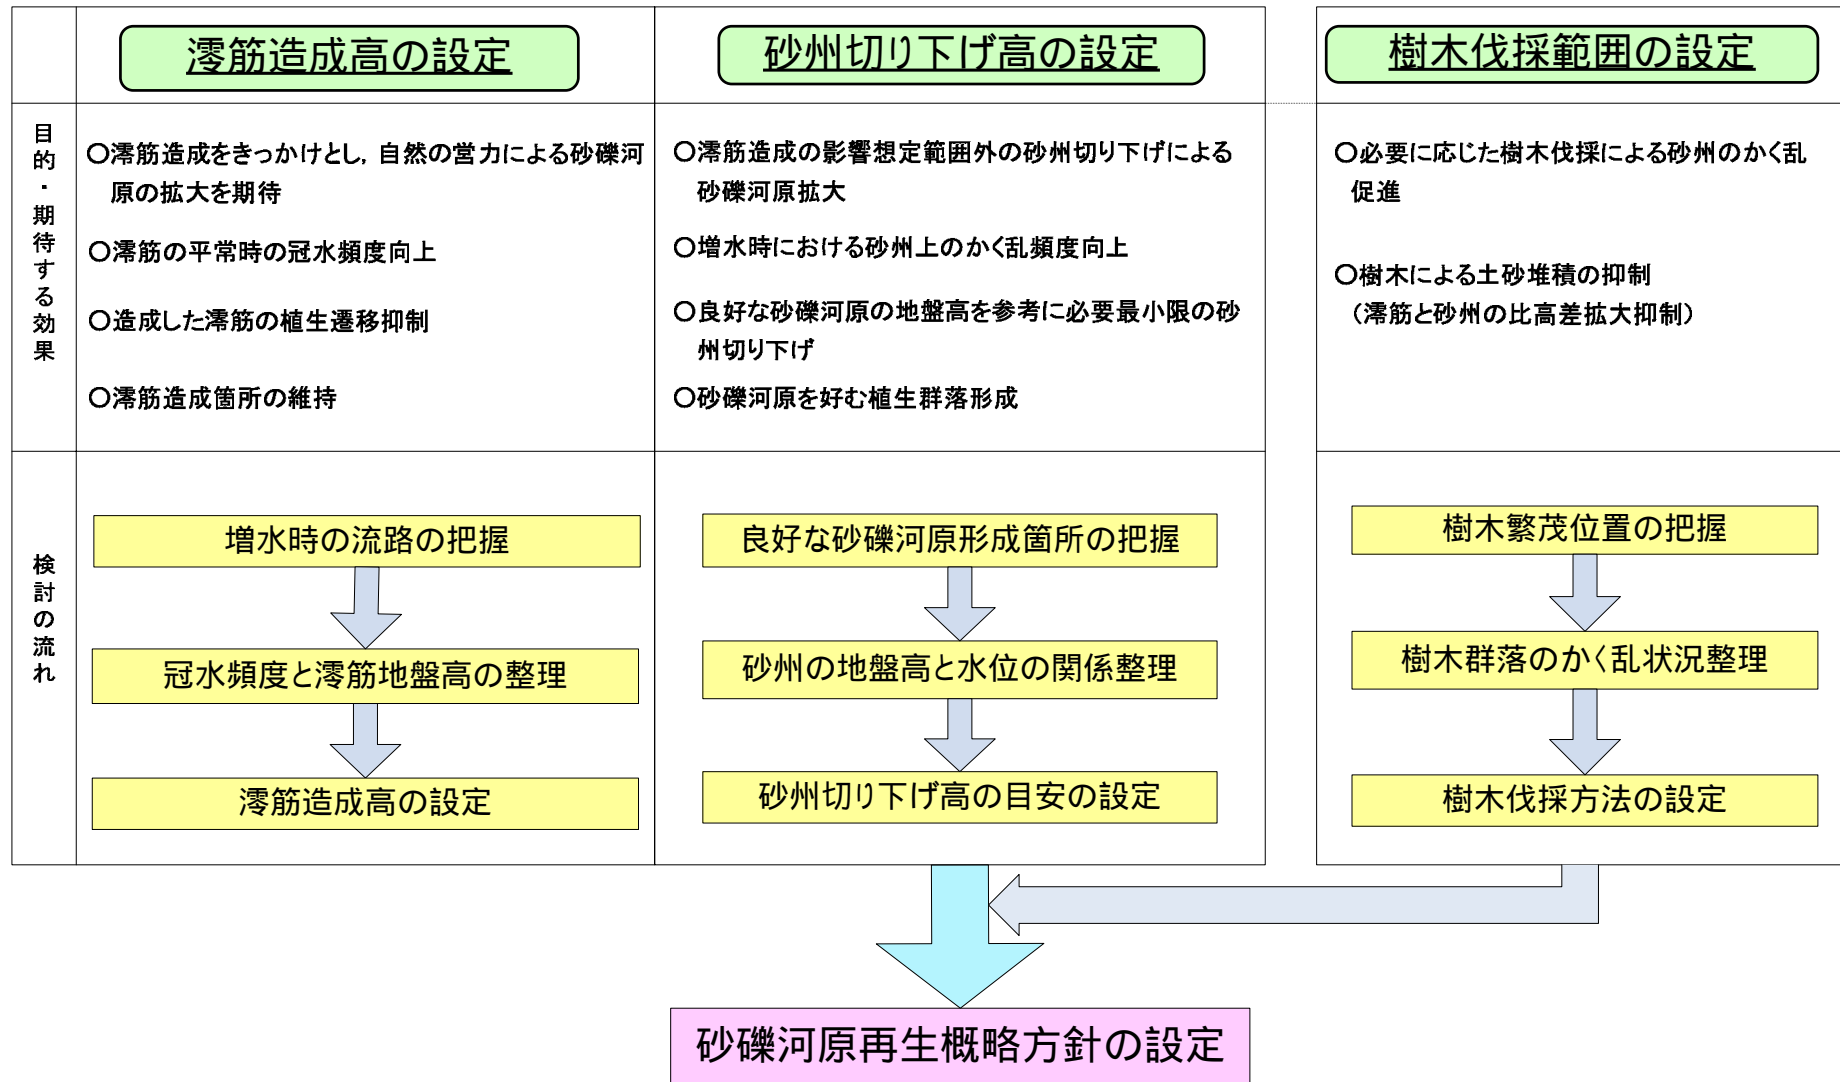 澪筋造成高の設定
砂州切り下げ高の設定
樹木伐採範囲の設定
目的・期待する効果
〇澪筋造成をきっかけとし，自然の営力による砂礫河
原の拡大を期待
〇澪筋の平常時の冠水頻度向上
〇造成した澪筋の植生遷移抑制
〇澪筋造成箇所の維持
〇澪筋造成の影響想定範囲外の砂州切り下げによる
砂礫河原拡大
〇増水時における砂州上のかく乱頻度向上
〇良好な砂礫河原の地盤高を参考に必要最小限の砂
州切り下げ
〇砂礫河原を好む植生群落形成
〇必要に応じた樹木伐採による砂州のかく乱
促進
〇樹木による土砂堆積の抑制
（澪筋と砂州の比高差拡大抑制）
検討の流れ
増水時の流路の把握
冠水頻度と澪筋地盤高の整理
澪筋造成高の設定
良好な砂礫河原形成箇所の把握
砂州の地盤高と水位の関係整理
砂州切り下げ高の目安の設定
樹木繁茂位置の把握
樹木群落のかく乱状況整理
樹木伐採方法の設定
砂礫河原再生概略方針の設定